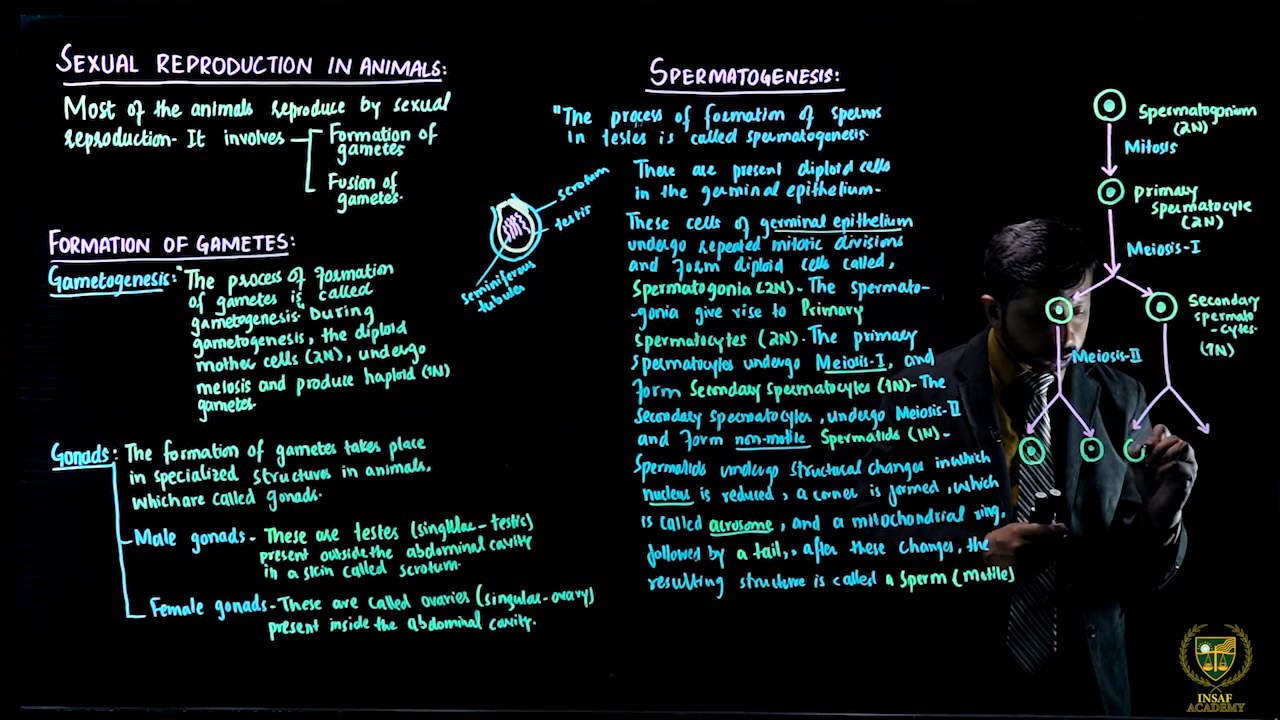 SEXUAL REPRODUCTION IN ANIMALS:
Most of the animals reproduce by sexual
reproduction- It involves
Formation of
gametes
Fusion of
gametes.
FORMATION OF GAMETES:
Gametogenesis: "The process of formation
of gametes is called
gametogenesis. During
gametogenesis, the diploid
mother cells (2N), undergo
meiosis and produce haploid (1N)
gametes.
Gonads: The formation of gametes takes place
in specialized structures in animals,
which are called gonads.
Male gonads- These are testes (singular-testis)
present outside the abdominal cavity
in a skin called scrotum.
Female gonads- These are called ovaries (singular-ovary)
present inside the abdominal cavity.
scrotum
testis
seminiferous
tubules
SPERMATOGENESIS:
"The process of formation of sperms
in testes is called spermatogenesis.
There are present diploid cells
in the germinal epithelium-
These cells of germinal epithelium
undergo repeated mitotic divisions
and form diploid cells called,
Spermatogonia (2N)- The spermato-
-gonia give rise to Primary
spermatocytes (2N)- The primary
spermatocytes undergo Meiosis-I, and
form Secondary spermatocytes (1N)- The
Secondary spermatocytes, undergo Meiosis-II
and form non-motile Spermatids (1N)-
Spermatids undergo structural changes in which
nucleus is reduced, a corner is formed, which
is called acrosome, and a mitochondrial ring,
followed by a tail,, after these changes, the
resulting structure is called a Sperm (Motile)
Spermatogonium
(2N)
Mitosis
Primary
spermatocyte
(2N)
Meiosis-I
Secondary
spermato
-cytes-
(1N)
Meiosis-II
INSAF
ACADEMY